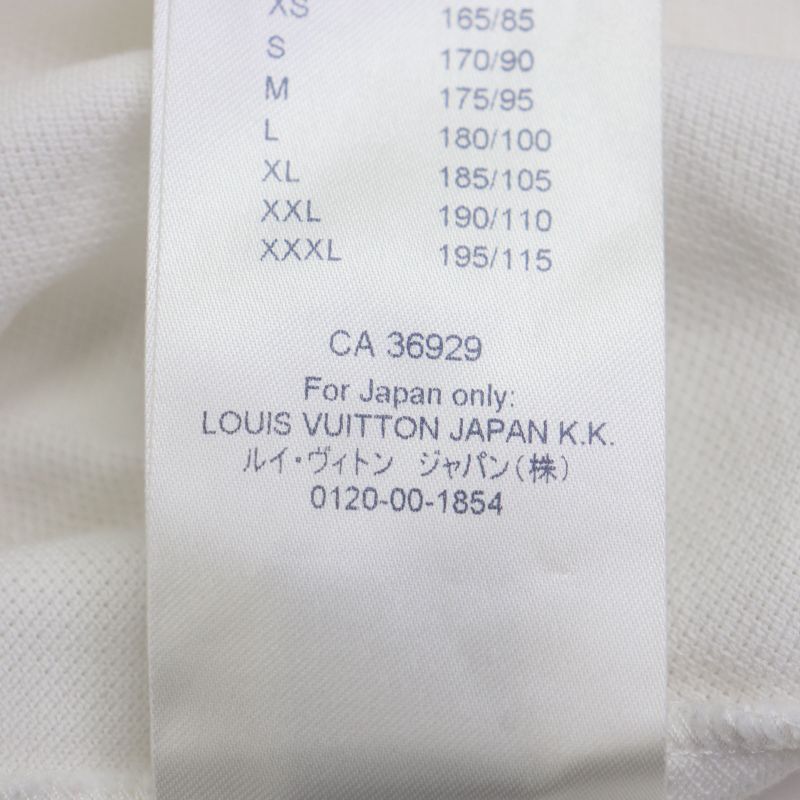 XS 165/85
S 170/90
M 175/95
L 180/100
XL 185/105
XXL 190/110
XXXL 195/115
CA 36929
For Japan only:
LOUIS VUITTON JAPAN K.K.
ルイ・ヴィトン ジャパン(株)
0120-00-1854